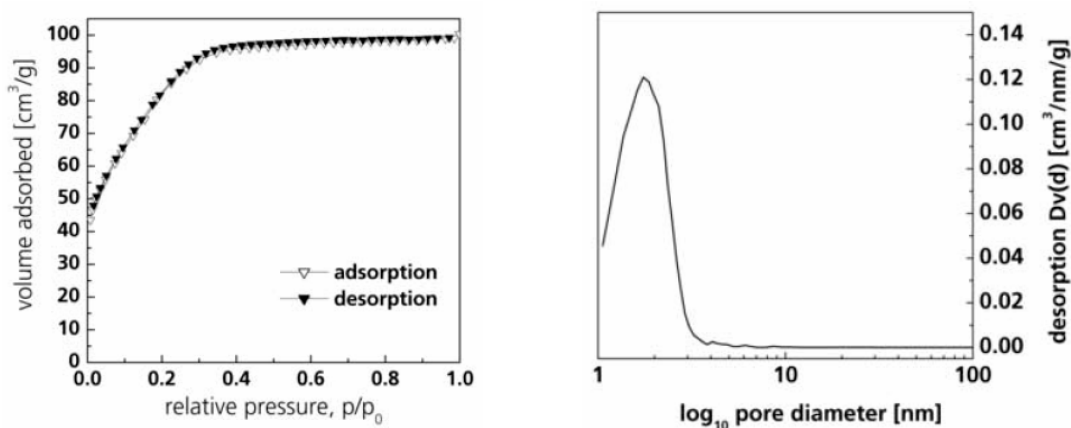 100
90
80
70
60
50
40
30
20
10
0
volume adsorbed [cm³/g]
adsorption
desorption
0.0 0.2 0.4 0.6 0.8 1.0
relative pressure, p/p₀
0.14
0.12
0.10
0.08
0.06
0.04
0.02
0.00
desorption Dv(d) [cm³/nm/g]
1 10 100
log₁₀ pore diameter [nm]